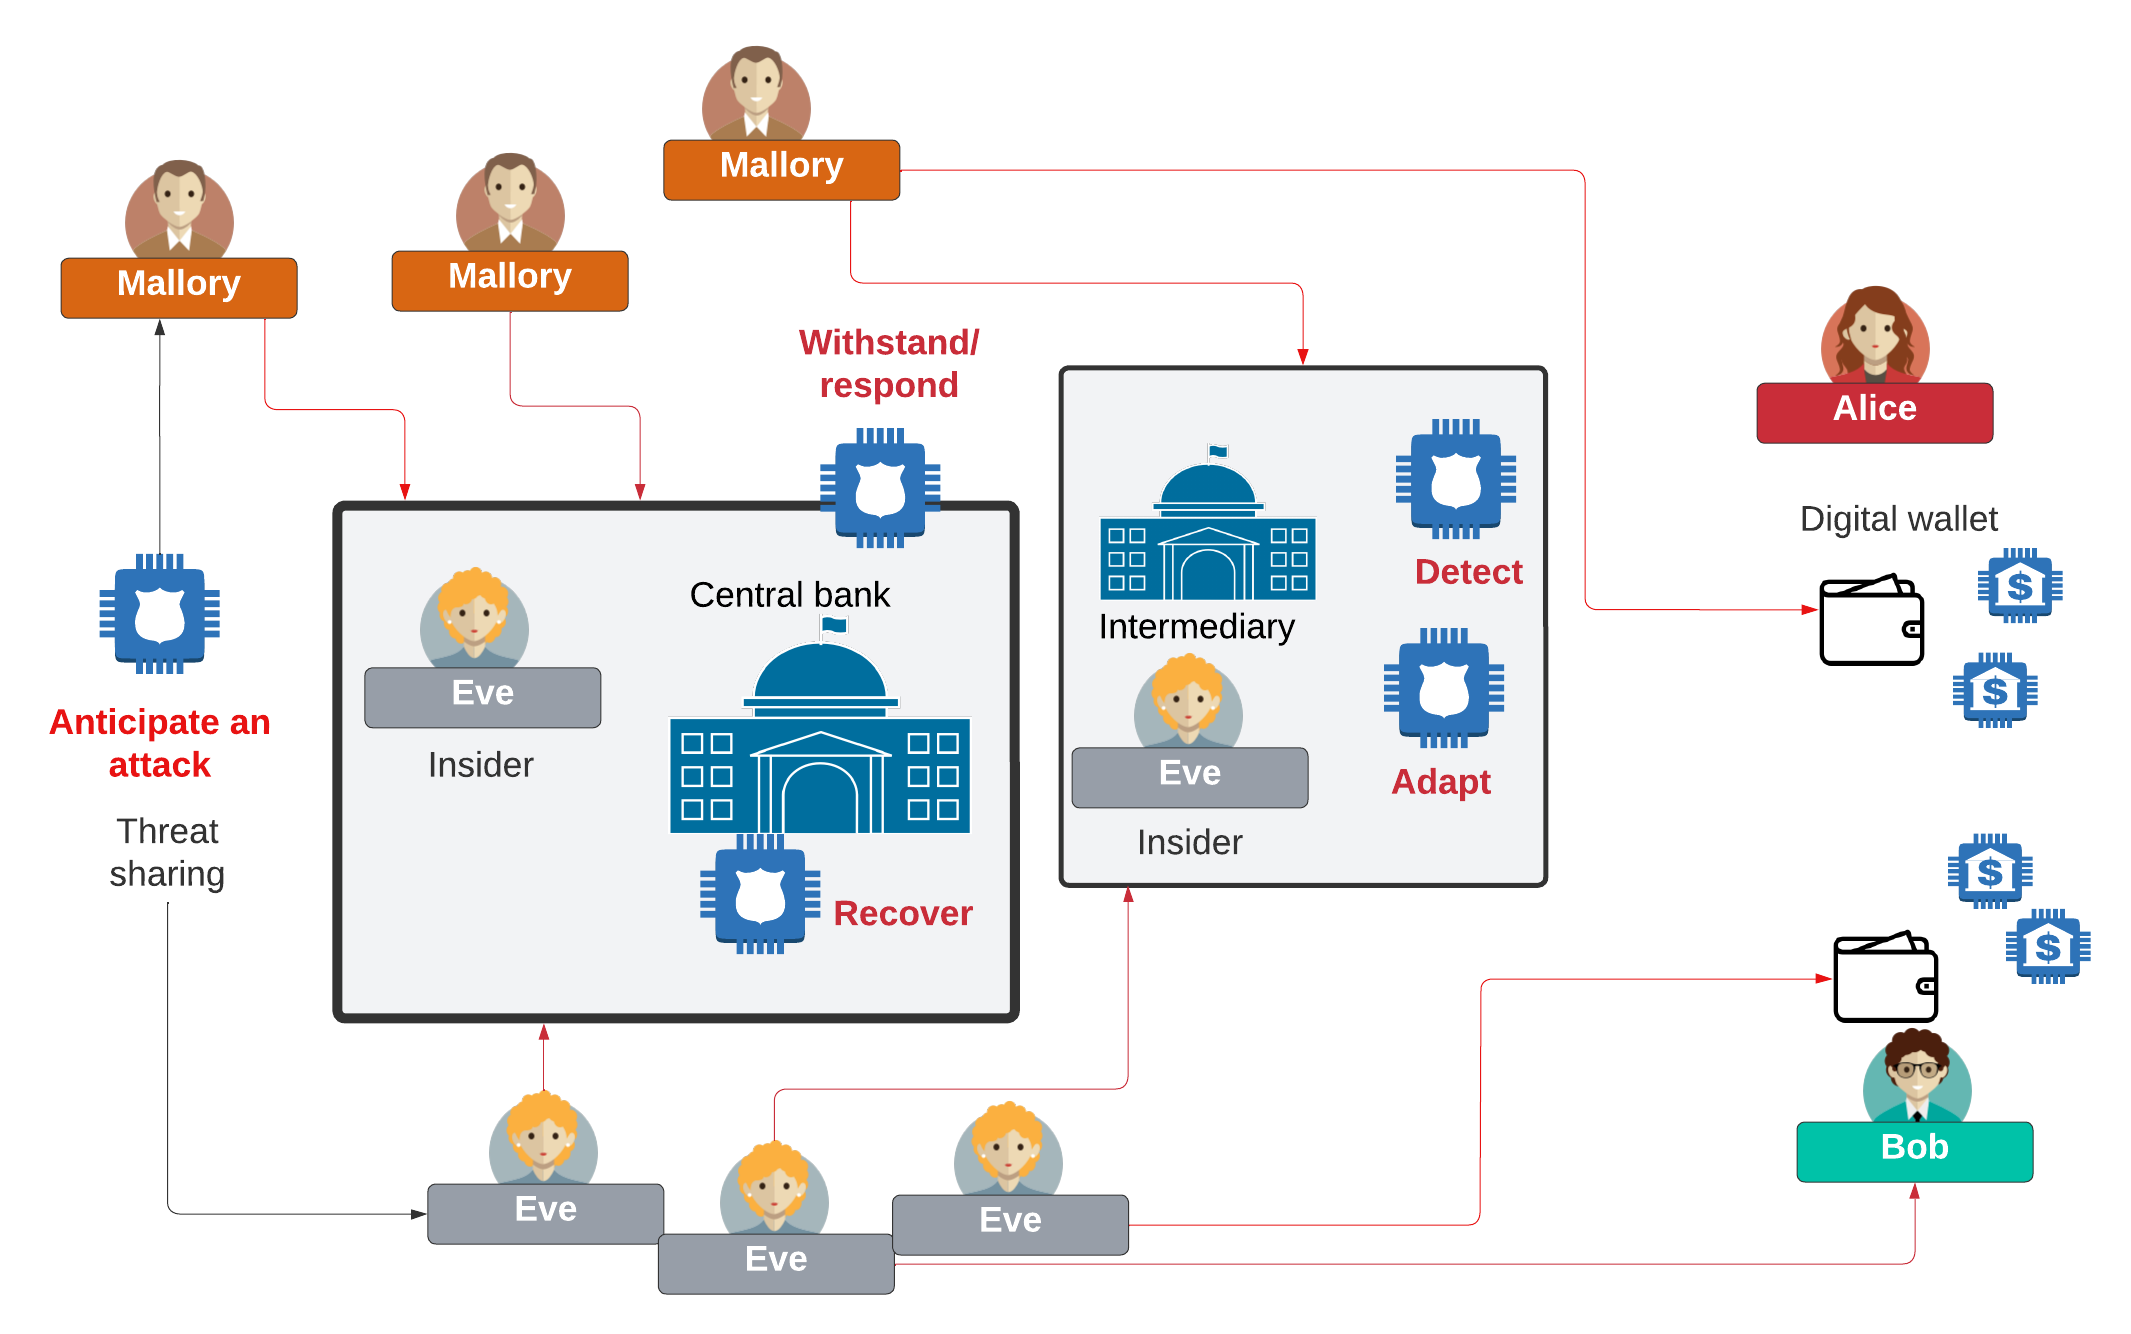 Mallory
Mallory
Mallory
Withstand/
respond
Alice
Digital wallet
$
$
Central bank
Eve
Insider
Recover
Intermediary
Detect
Eve
Insider
Adapt
Anticipate an
attack
Threat
sharing
$
$
Bob
Eve
Eve
Eve